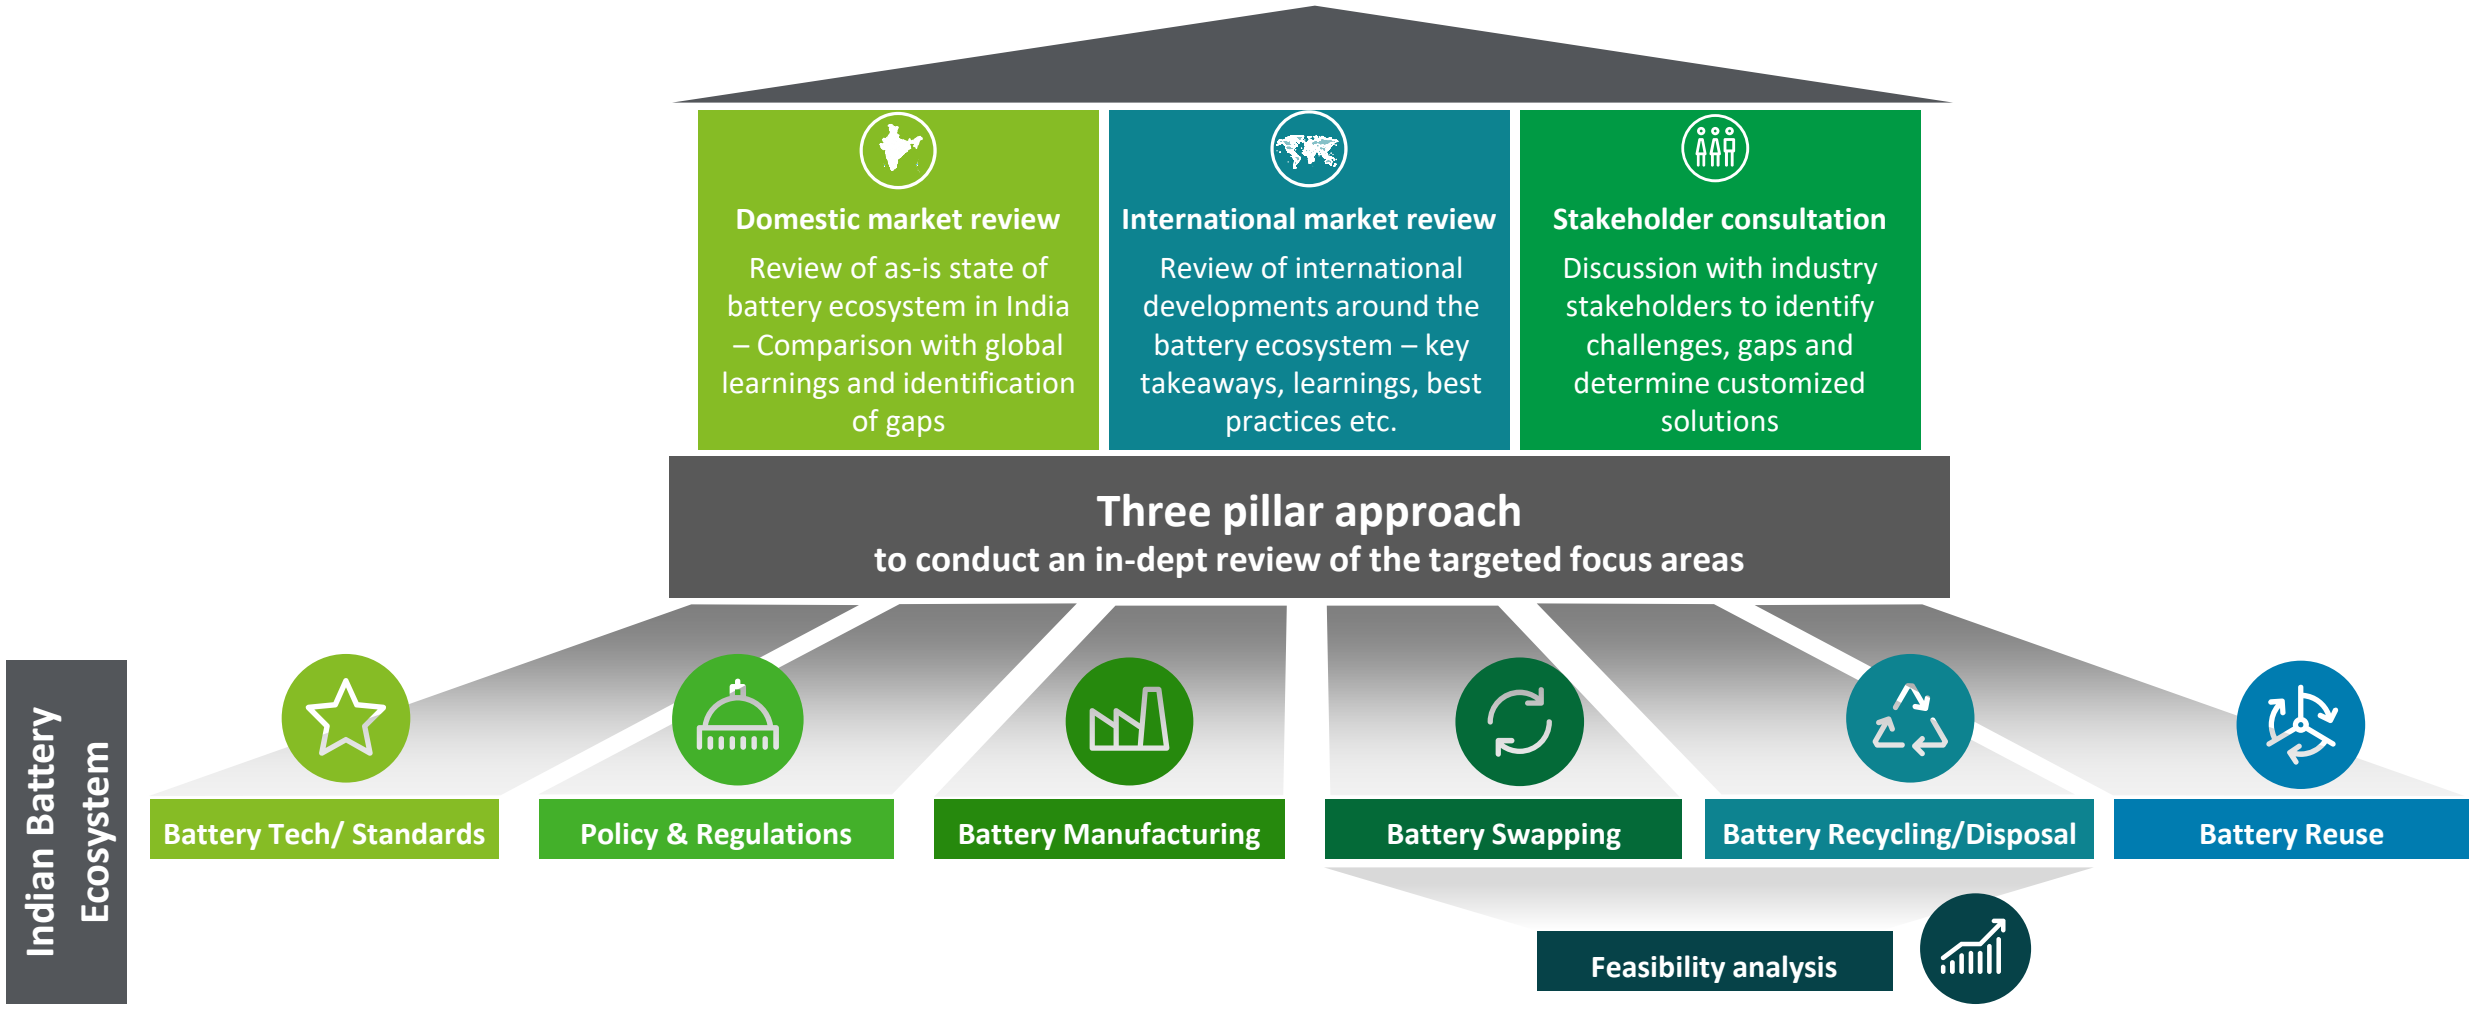 Domestic market review
Review of as-is state of
battery ecosystem in India
– Comparison with global
learnings and identification
of gaps
International market review
Review of international
developments around the
battery ecosystem – key
takeaways, learnings, best
practices etc.
Stakeholder consultation
Discussion with industry
stakeholders to identify
challenges, gaps and
determine customized
solutions
Three pillar approach
to conduct an in-dept review of the targeted focus areas
Indian Battery
Ecosystem
Battery Tech/ Standards
Policy & Regulations
Battery Manufacturing
Battery Swapping
Battery Recycling/Disposal
Battery Reuse
Feasibility analysis